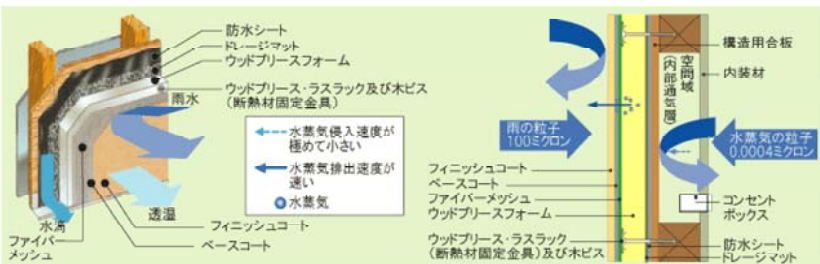 防水シート
ドレージマット
ウッドブリースフォーム
ウッドブリース・ラスラック及び木ビス
(断熱材固定金具)
雨水
水蒸気侵入速度が
極めて小さい
水蒸気排出速度が
速い
水蒸気
透湿
水滴
ファイバー
メッシュ
フィニッシュコート
ベースコート
構造用合板
内装材
空間域
(内部通気層)
雨の粒子
100ミクロン
水蒸気の粒子
0.0004ミクロン
フィニッシュコート
ベースコート
ファイバーメッシュ
ウッドブリースフォーム
コンセント
ボックス
ウッドブリース・ラスラック
(断熱材固定金具)及び木ビス
防水シート
ドレージマット